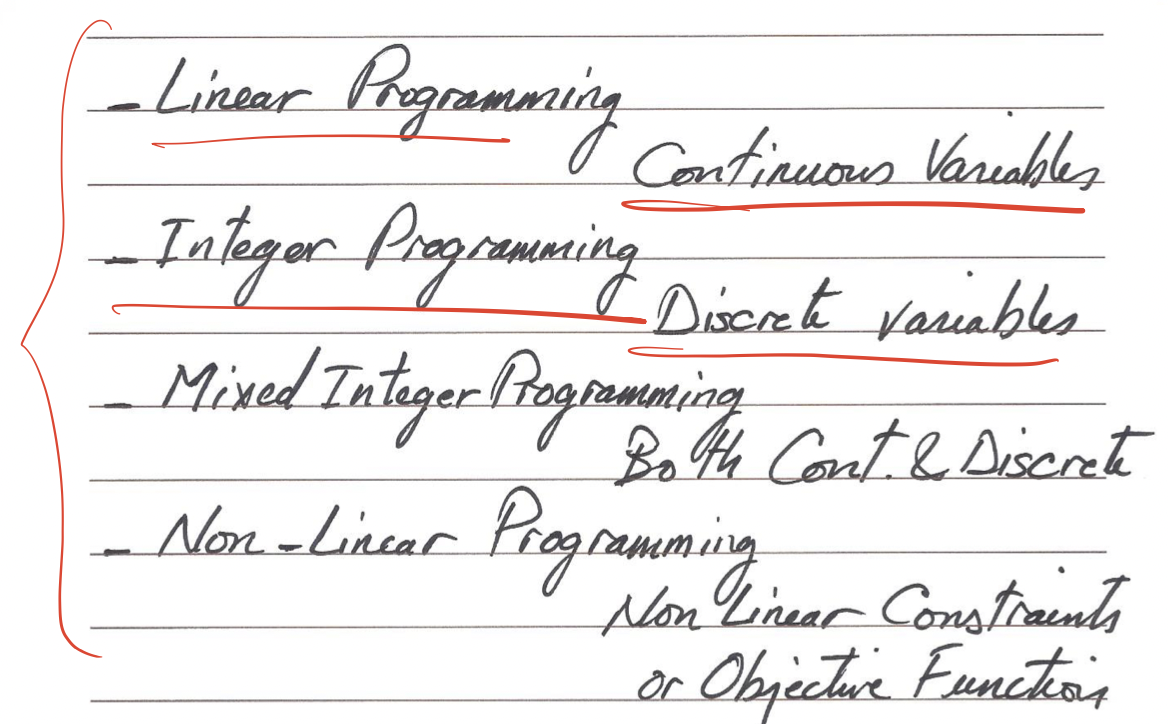 - Linear Programming
Continuous Variables
- Integer Programming
Discrete variables
- Mixed Integer Programming
Both Cont. & Discrete
- Non-Linear Programming
Non Linear Constraints
or Objective Function